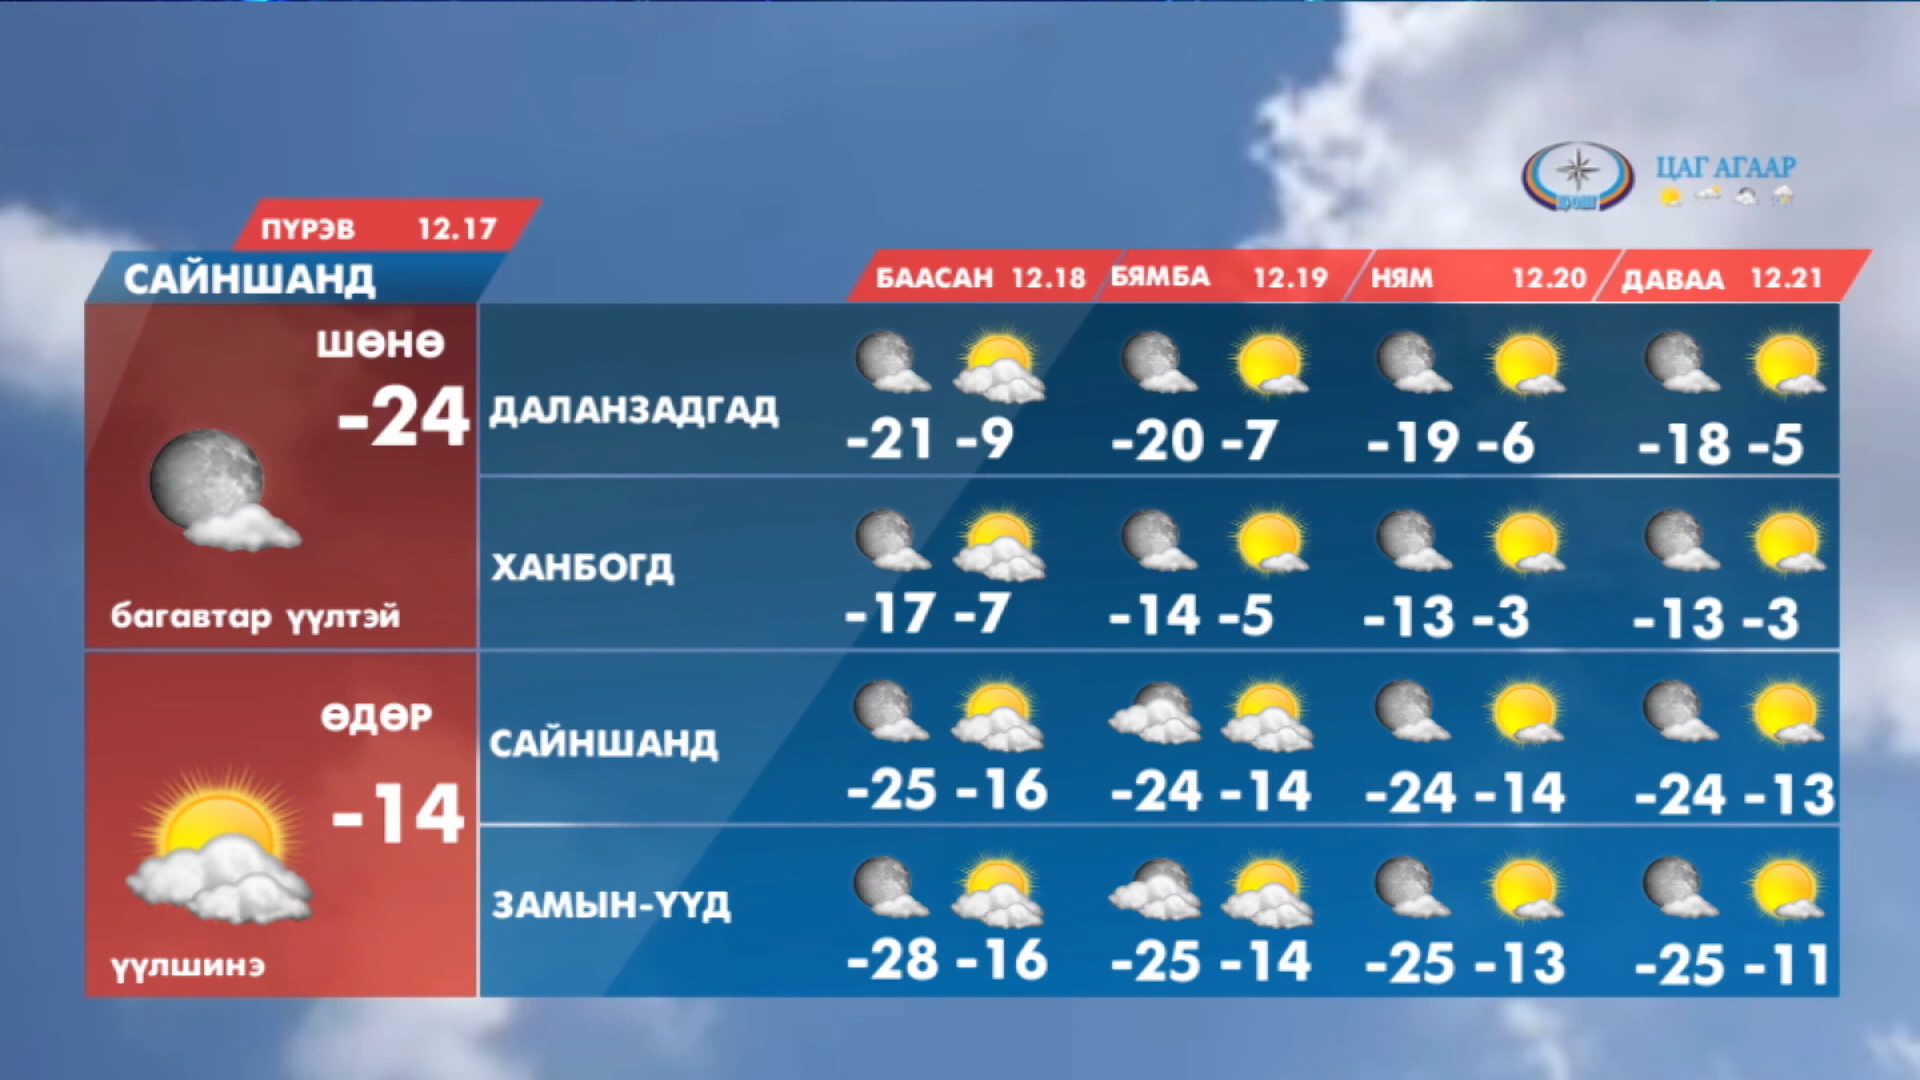 ЦАГ АГААР
ПҮРЭВ 12.17
САЙНШАНД
БААСАН 12.18 БЯМБА 12.19 НЯМ 12.20 ДАВАА 12.21
ШӨНӨ
-24
багавтар үүлтэй
ӨДӨР
-14
үүлшинэ
ДАЛАНЗАДГАД
-21 -9 -20 -7 -19 -6 -18 -5
ХАНБОГД
-17 -7 -14 -5 -13 -3 -13 -3
САЙНШАНД
-25 -16 -24 -14 -24 -14 -24 -13
ЗАМЫН-ҮҮД
-28 -16 -25 -14 -25 -13 -25 -11